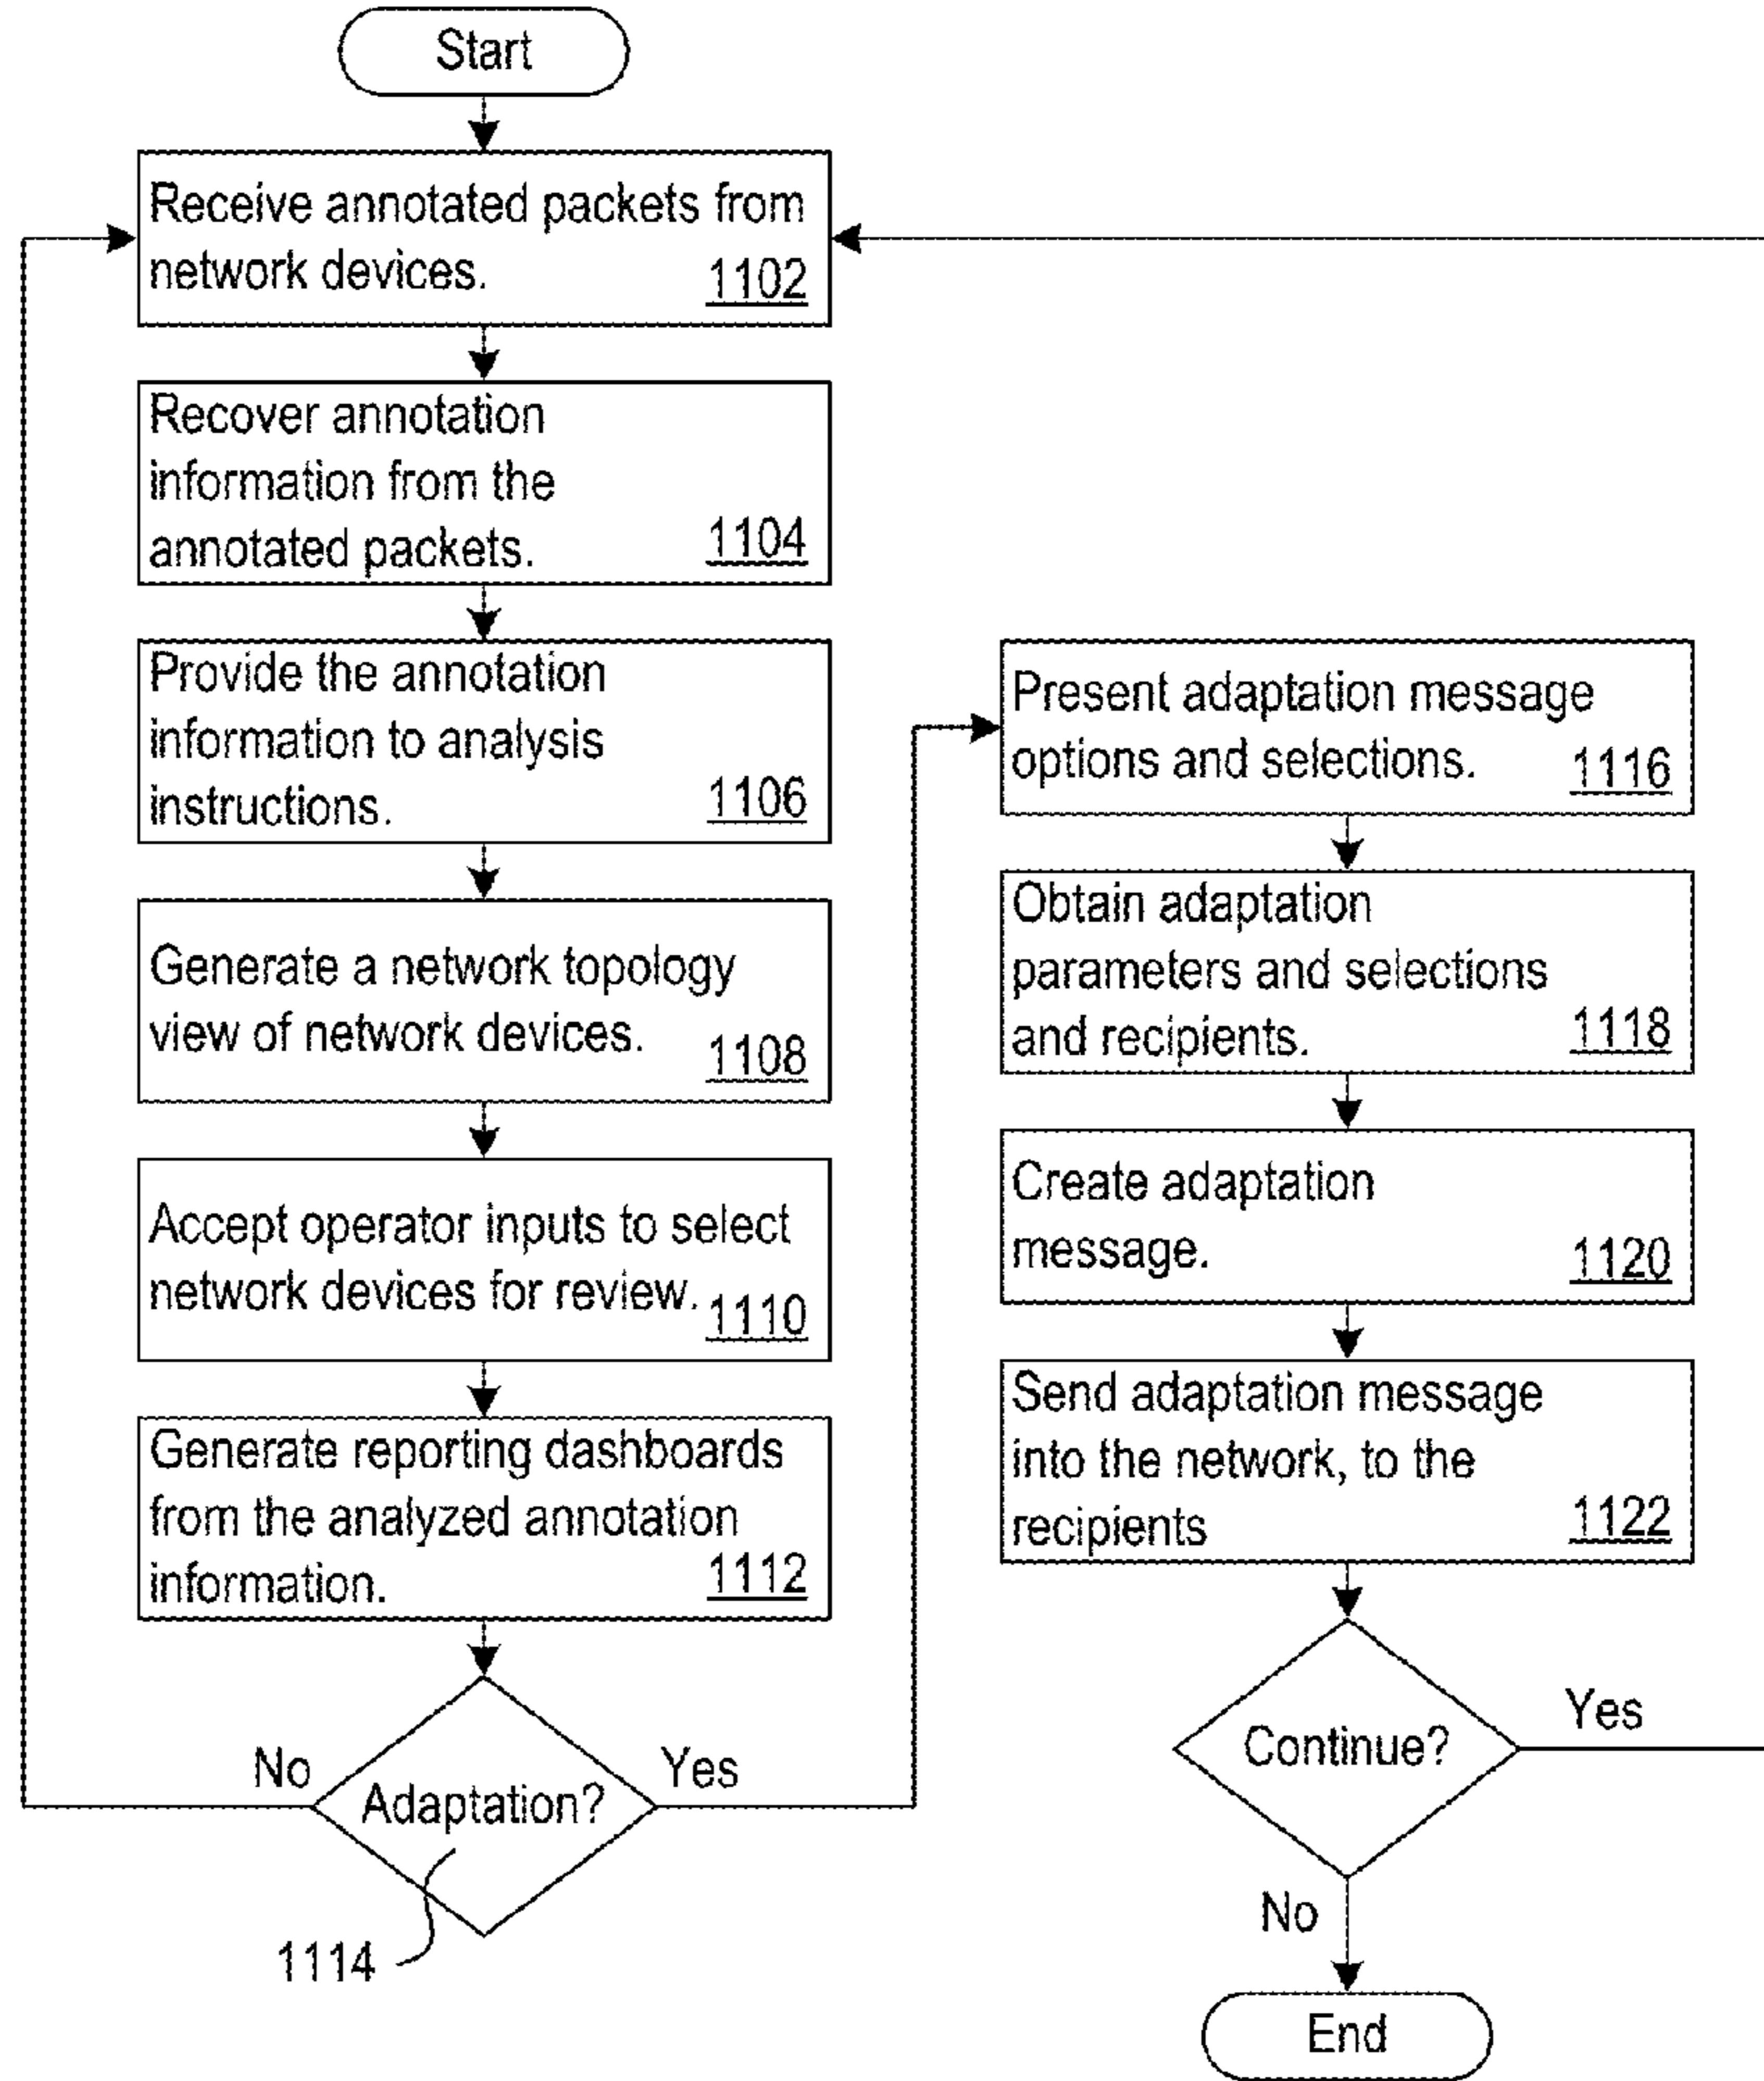 Start
Receive annotated packets from
network devices. 1102
Recover annotation
information from the
annotated packets. 1104
Provide the annotation
information to analysis
instructions. 1106
Generate a network topology
view of network devices. 1108
Accept operator inputs to select
network devices for review. 1110
Generate reporting dashboards
from the analyzed annotation
information. 1112
No
Adaptation?
Yes
1114
Present adaptation message
options and selections. 1116
Obtain adaptation
parameters and selections
and recipients. 1118
Create adaptation
message. 1120
Send adaptation message
into the network, to the
recipients 1122
Continue?
Yes
No
End